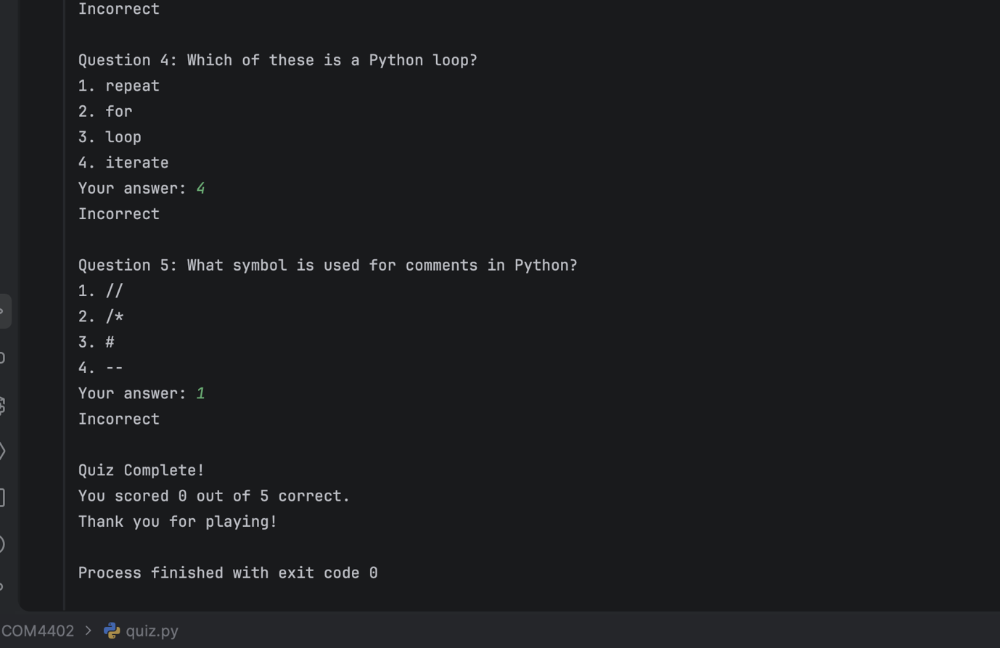 Incorrect
Question 4: Which of these is a Python loop?
1. repeat
2. for
3. loop
4. iterate
Your answer: 4
Incorrect
Question 5: What symbol is used for comments in Python?
1. //
2. /*
3. #
4. --
Your answer: 1
Incorrect
Quiz Complete!
You scored 0 out of 5 correct.
Thank you for playing!
Process finished with exit code 0
COM4402 > quiz.py